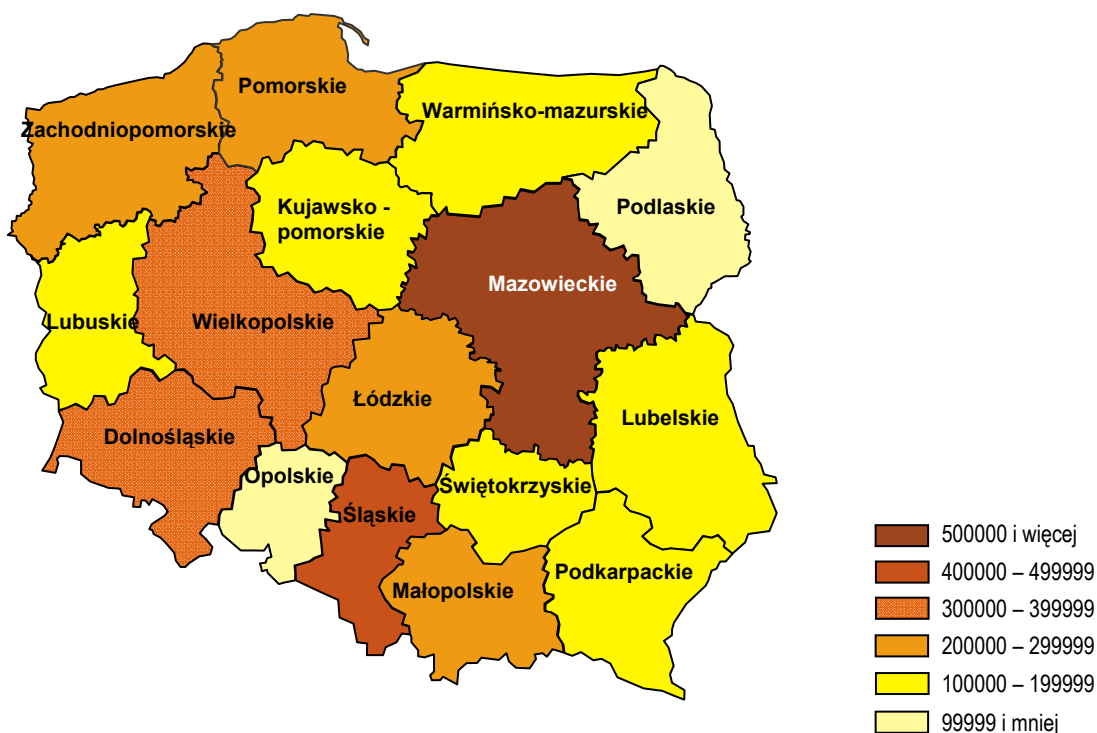 Pomorskie
Warmińsko-mazurskie
Zachodniopomorskie
Kujawsko -
pomorskie
Podlaskie
Mazowieckie
Lubuskie
Wielkopolskie
Łódzkie
Lubelskie
Dolnośląskie
Opolskie
Świętokrzyskie
Śląskie
Podkarpackie
Małopolskie
500000 i więcej
400000 – 499999
300000 – 399999
200000 – 299999
100000 – 199999
99999 i mniej